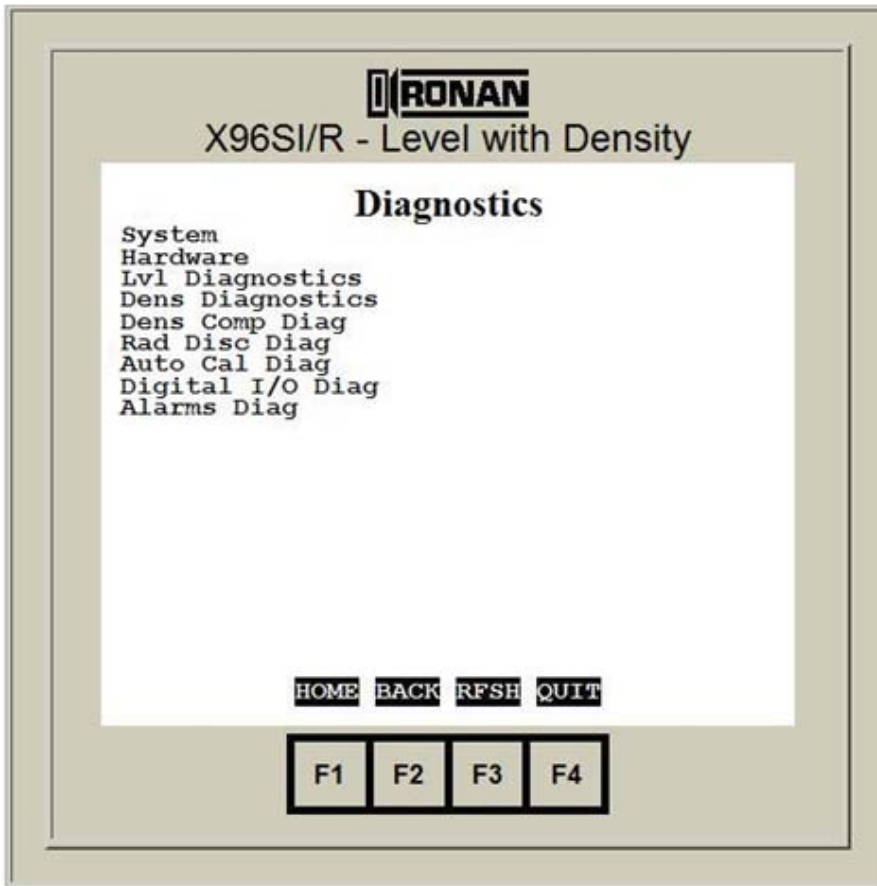 RONAN
X96SI/R - Level with Density
Diagnostics
System
Hardware
Lvl Diagnostics
Dens Diagnostics
Dens Comp Diag
Rad Disc Diag
Auto Cal Diag
Digital I/O Diag
Alarms Diag
HOME BACK RFSH QUIT
F1 F2 F3 F4